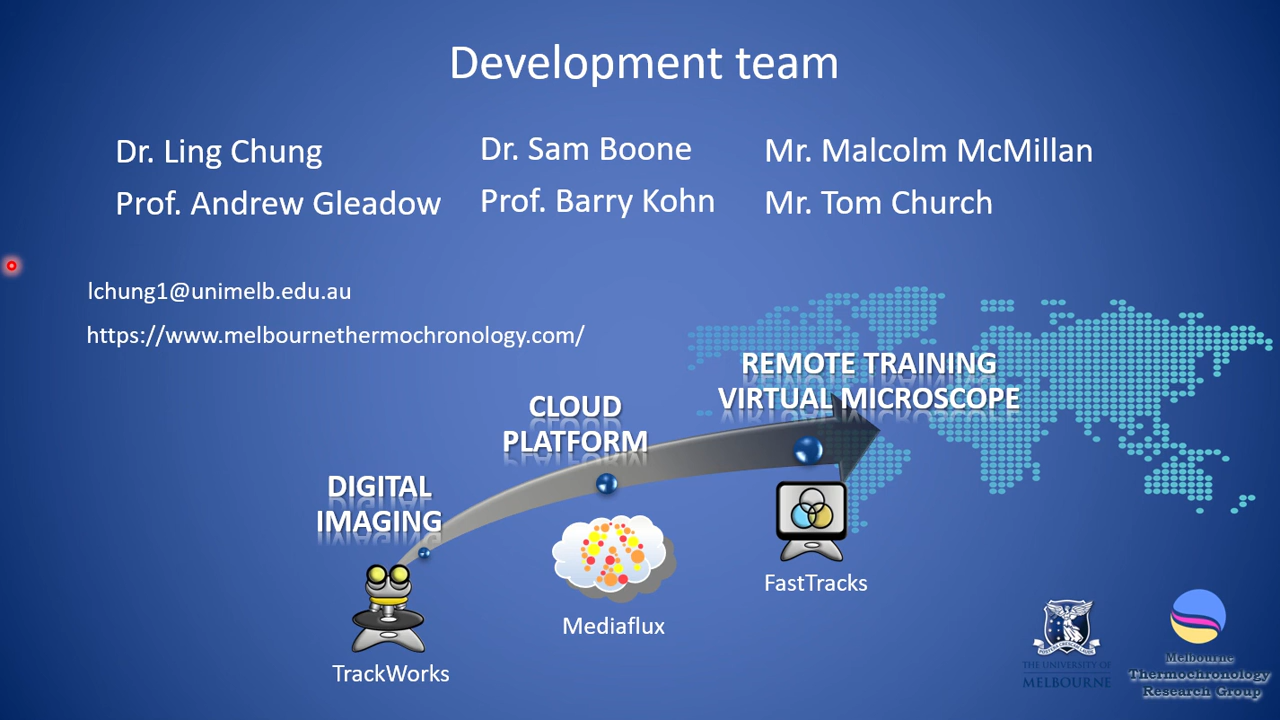 Development team
Dr. Ling Chung
Prof. Andrew Gleadow
Dr. Sam Boone
Prof. Barry Kohn
Mr. Malcolm McMillan
Mr. Tom Church
lchung1@unimelb.edu.au
https://www.melbournethermochronology.com/
DIGITAL
IMAGING
TrackWorks
CLOUD
PLATFORM
Mediaflux
REMOTE TRAINING
VIRTUAL MICROSCOPE
FastTracks
THE UNIVERSITY OF
MELBOURNE
Melbourne
Thermochronology
Research Group